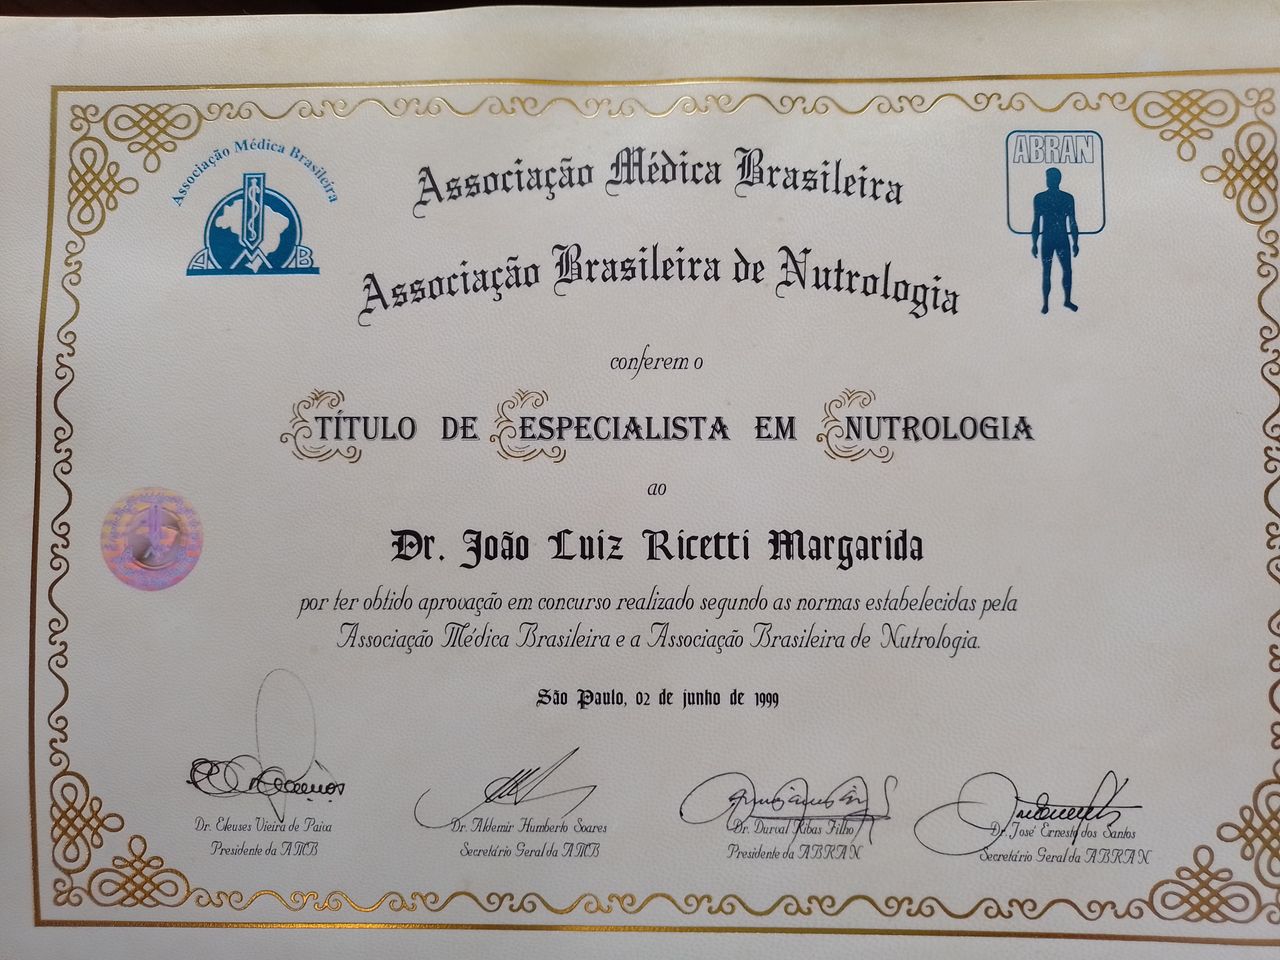 Associação Médica Brasileira
AMB
ABRAN
Associação Médica Brasileira
Associação Brasileira de Nutrologia
conferem o
TÍTULO DE ESPECIALISTA EM NUTROLOGIA
ao
Dr. João Luiz Ricetti Margarida
por ter obtido aprovação em concurso realizado segundo as normas estabelecidas pela
Associação Médica Brasileira e a Associação Brasileira de Nutrologia.
São Paulo, 02 de junho de 1999
Dr. Eleuses Vieira de Paiva
Presidente da AMB
Dr. Aldemir Humberto Soares
Secretário Geral da AMB
Dr. Durval Ribas Filho
Presidente da ABRAN
Dr. José Ernesto dos Santos
Secretário Geral da ABRAN